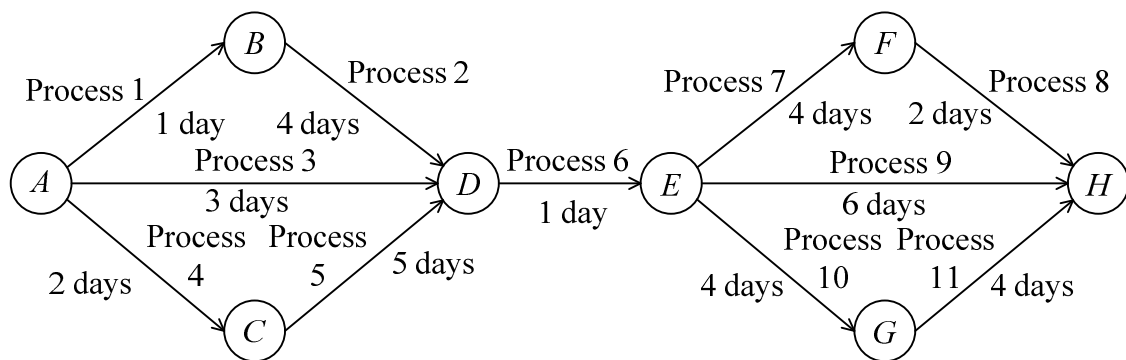 B
F
Process 1
Process 2
Process 7
Process 8
1 day
4 days
4 days
2 days
A
Process 3
D
Process 6
E
Process 9
H
3 days
1 day
6 days
Process
4
Process
5
2 days
5 days
Process
10
Process
11
4 days
4 days
C
G